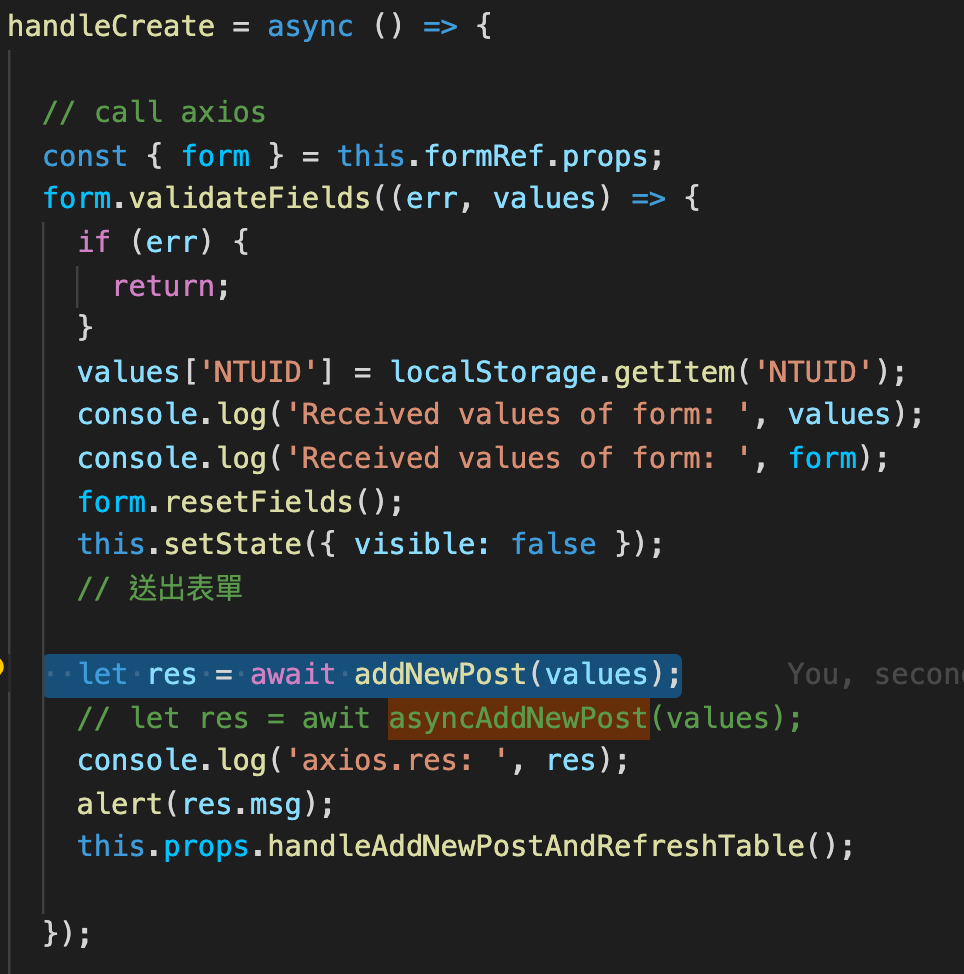 handleCreate = async () => {
// call axios
const { form } = this.formRef.props;
form.validateFields((err, values) => {
if (err) {
return;
}
values['NTUID'] = localStorage.getItem('NTUID');
console.log('Received values of form: ', values);
console.log('Received values of form: ', form);
form.resetFields();
this.setState({ visible: false });
// 送出表單
let res = await addNewPost(values); You, secon
// let res = awit asyncAddNewPost(values);
console.log('axios.res: ', res);
alert(res.msg);
this.props.handleAddNewPostAndRefreshTable();
});